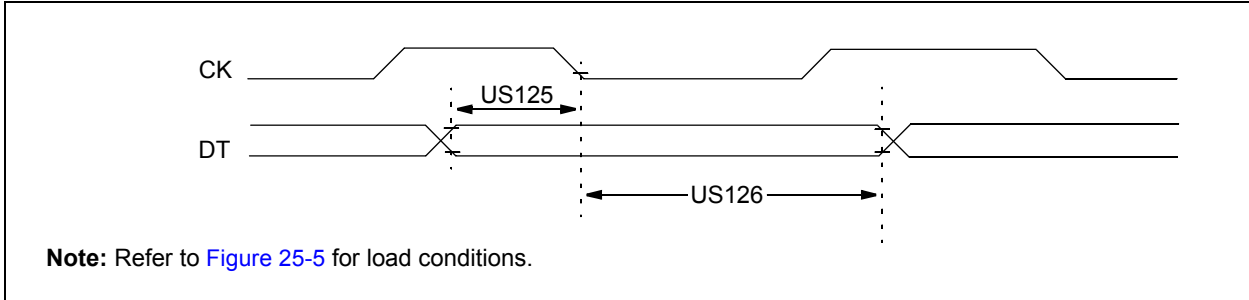 CK
US125
DT
US126
Note: Refer to Figure 25-5 for load conditions.